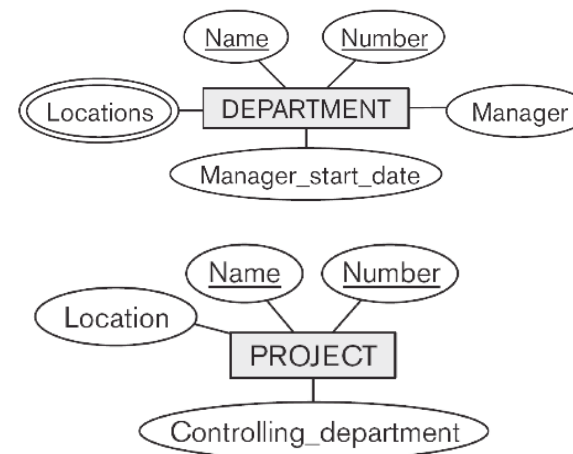 Name Number
Locations DEPARTMENT Manager
Manager_start_date
Name Number
Location
PROJECT
Controlling_department